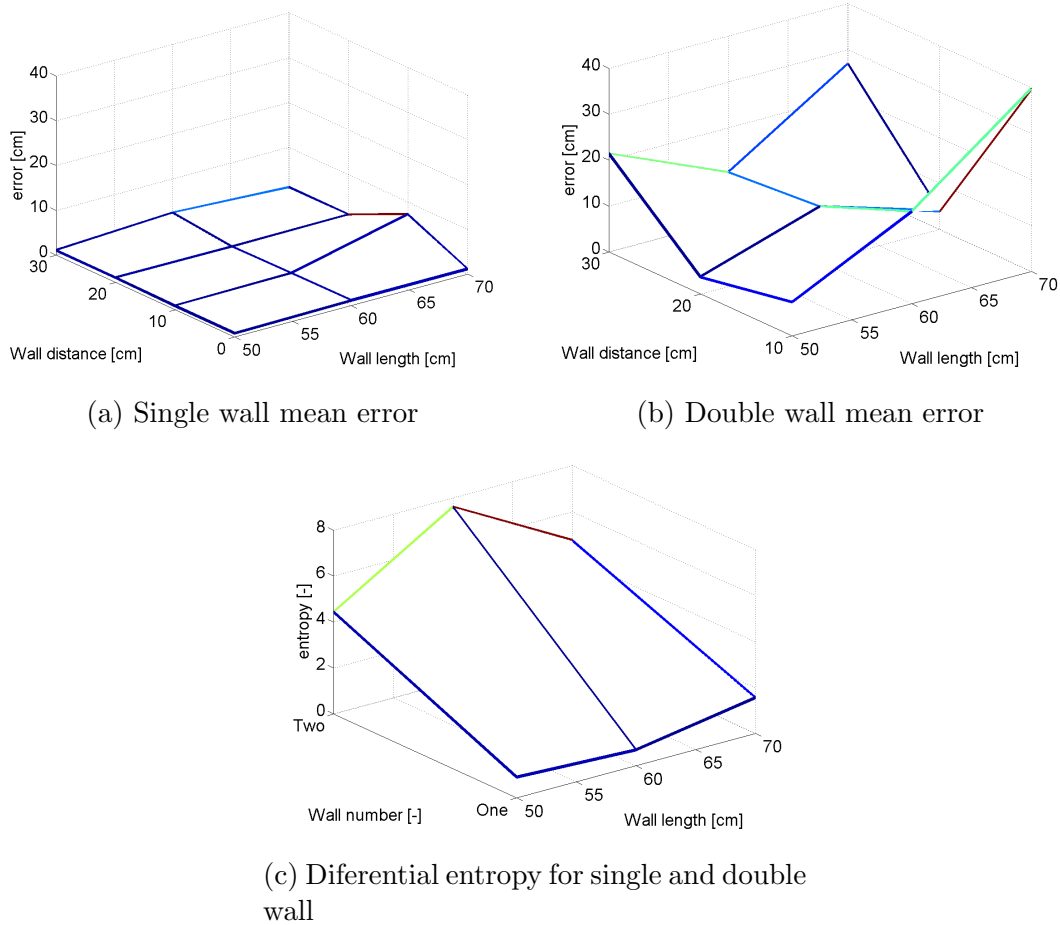 40
30
20
10
0
error [cm]
30
20
10
0
Wall distance [cm]
50
55
60
65
70
Wall length [cm]
(a) Single wall mean error
40
30
20
10
0
error [cm]
30
20
10
Wall distance [cm]
50
55
60
65
70
Wall length [cm]
(b) Double wall mean error
8
6
4
2
0
entropy [-]
Two
One
Wall number [-]
50
55
60
65
70
Wall length [cm]
(c) Diferential entropy for single and double
wall